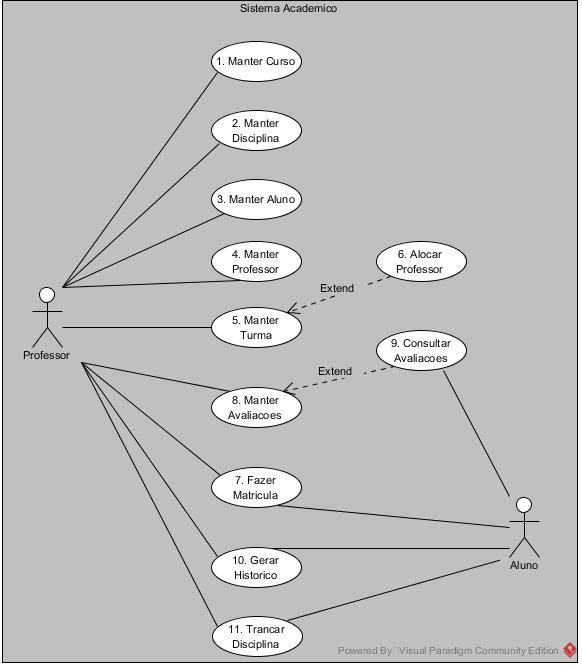 Sistema Academico
1. Manter Curso
2. Manter
Disciplina
3. Manter Aluno
4. Manter
Professor
6. Alocar
Professor
Extend
5. Manter
Turma
Professor
9. Consultar
Avaliacoes
Extend
8. Manter
Avaliacoes
7. Fazer
Matricula
10. Gerar
Historico
Aluno
11. Trancar
Disciplina
Powered By Visual Paradigm Community Edition